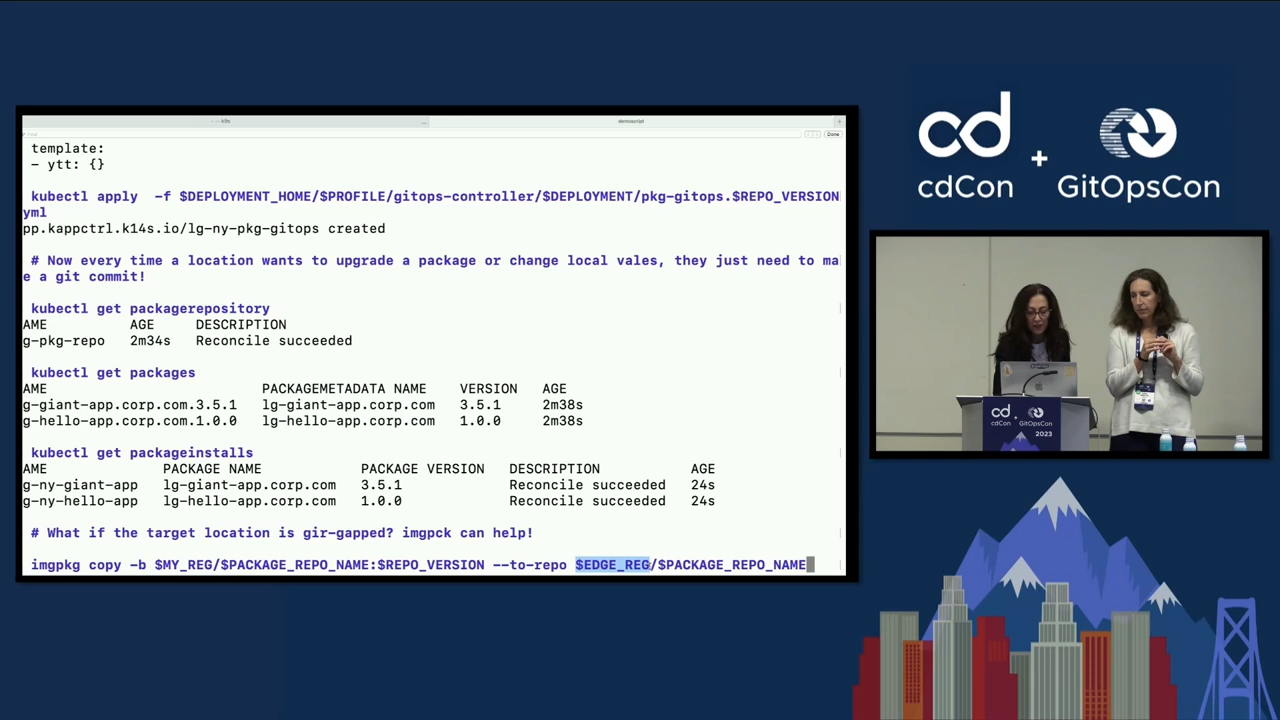 k8s
demoscript
Find
Done
template:
- ytt: {}
kubectl apply  -f $DEPLOYMENT_HOME/$PROFILE/gitops-controller/$DEPLOYMENT/pkg-gitops.$REPO_VERSION
yml
pp.kappctrl.k14s.io/lg-ny-pkg-gitops created
# Now every time a location wants to upgrade a package or change local vales, they just need to ma
e a git commit!
kubectl get packagerepository
AME          AGE     DESCRIPTION
g-pkg-repo   2m34s   Reconcile succeeded
kubectl get packages
AME                          PACKAGEMETADATA NAME    VERSION   AGE
g-giant-app.corp.com.3.5.1   lg-giant-app.corp.com   3.5.1     2m38s
g-hello-app.corp.com.1.0.0   lg-hello-app.corp.com   1.0.0     2m38s
kubectl get packageinstalls
AME              PACKAGE NAME            PACKAGE VERSION   DESCRIPTION           AGE
g-ny-giant-app   lg-giant-app.corp.com   3.5.1             Reconcile succeeded   24s
g-ny-hello-app   lg-hello-app.corp.com   1.0.0             Reconcile succeeded   24s
# What if the target location is gir-gapped? imgpck can help!
imgpkg copy -b $MY_REG/$PACKAGE_REPO_NAME:$REPO_VERSION --to-repo $EDGE_REG/$PACKAGE_REPO_NAME
cd
cdCon
+
GitOpsCon
cd
cdCon
+
GitOpsCon
2023